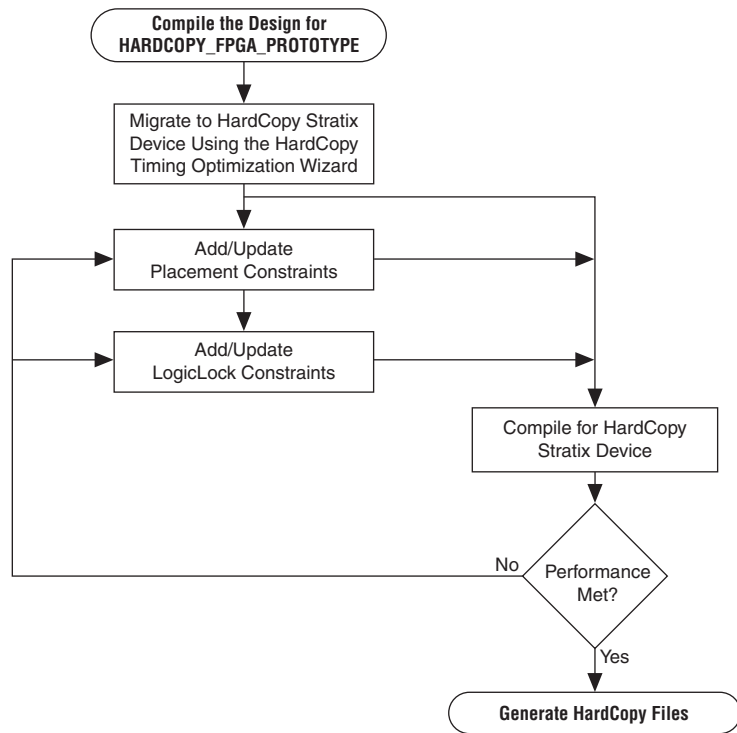 Compile the Design for
HARDCOPY_FPGA_PROTOTYPE
Migrate to HardCopy Stratix
Device Using the HardCopy
Timing Optimization Wizard
Add/Update
Placement Constraints
Add/Update
LogicLock Constraints
Compile for HardCopy
Stratix Device
No
Performance
Met?
Yes
Generate HardCopy Files